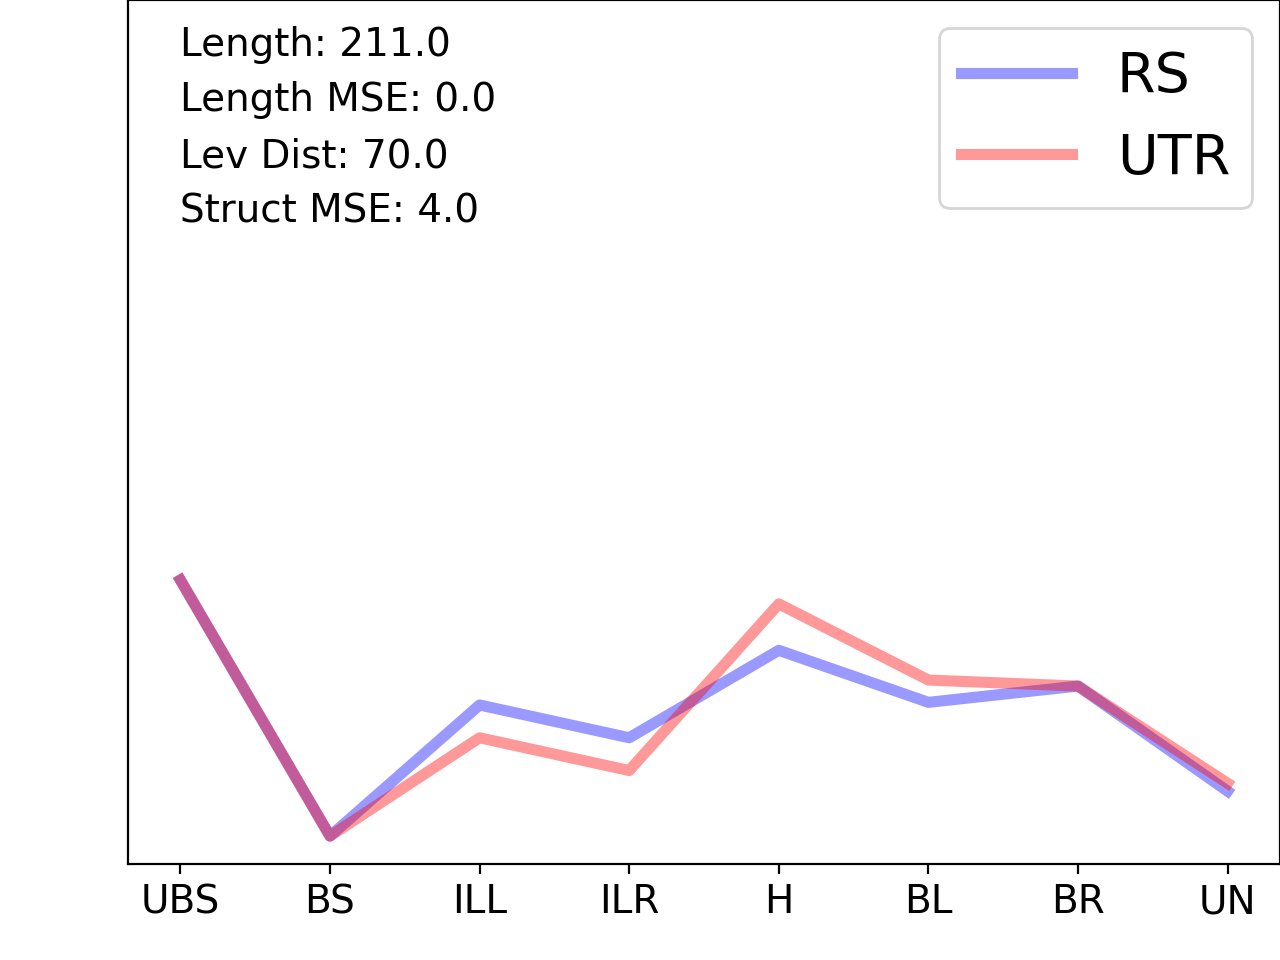 Length: 211.0
Length MSE: 0.0
Lev Dist: 70.0
Struct MSE: 4.0
RS
UTR
UBS BS ILL ILR H BL BR UN